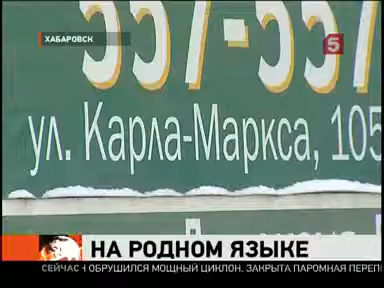 ХАБАРОВСК
5
557-557
ул. Карла-Маркса, 105
НА РОДНОМ ЯЗЫКЕ
СЕЙЧАС ОБРУШИЛСЯ МОЩНЫЙ ЦИКЛОН. ЗАКРЫТА ПАРОМНАЯ